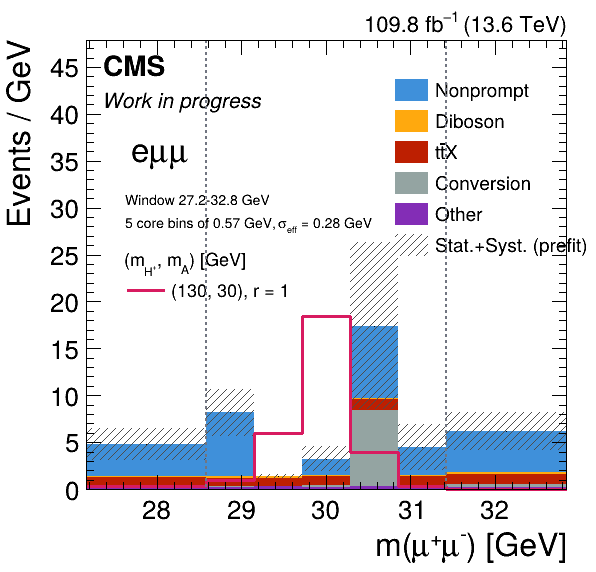 109.8 fb⁻¹ (13.6 TeV)
CMS
Work in progress
eμμ
Window 27.2-32.8 GeV
5 core bins of 0.57 GeV, σeff = 0.28 GeV
(mH⁺, mA) [GeV]
(130, 30), r = 1
Nonprompt
Diboson
tt̄X
Conversion
Other
Stat.+Syst. (prefit)
Events / GeV
45
40
35
30
25
20
15
10
5
0
28
29
30
31
32
m(μ⁺μ⁻) [GeV]